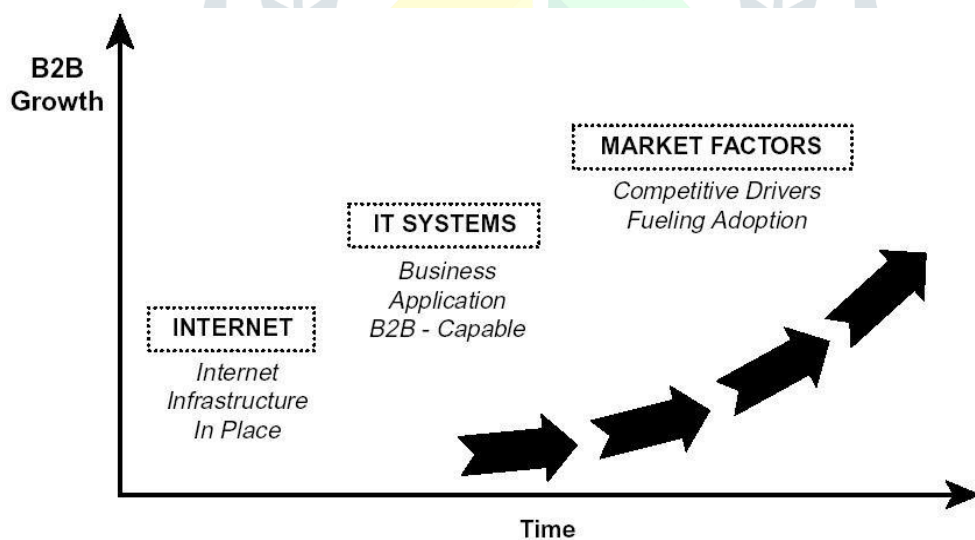 B2B
Growth
MARKET FACTORS
Competitive Drivers
Fueling Adoption
IT SYSTEMS
Business
Application
B2B - Capable
INTERNET
Internet
Infrastructure
In Place
Time